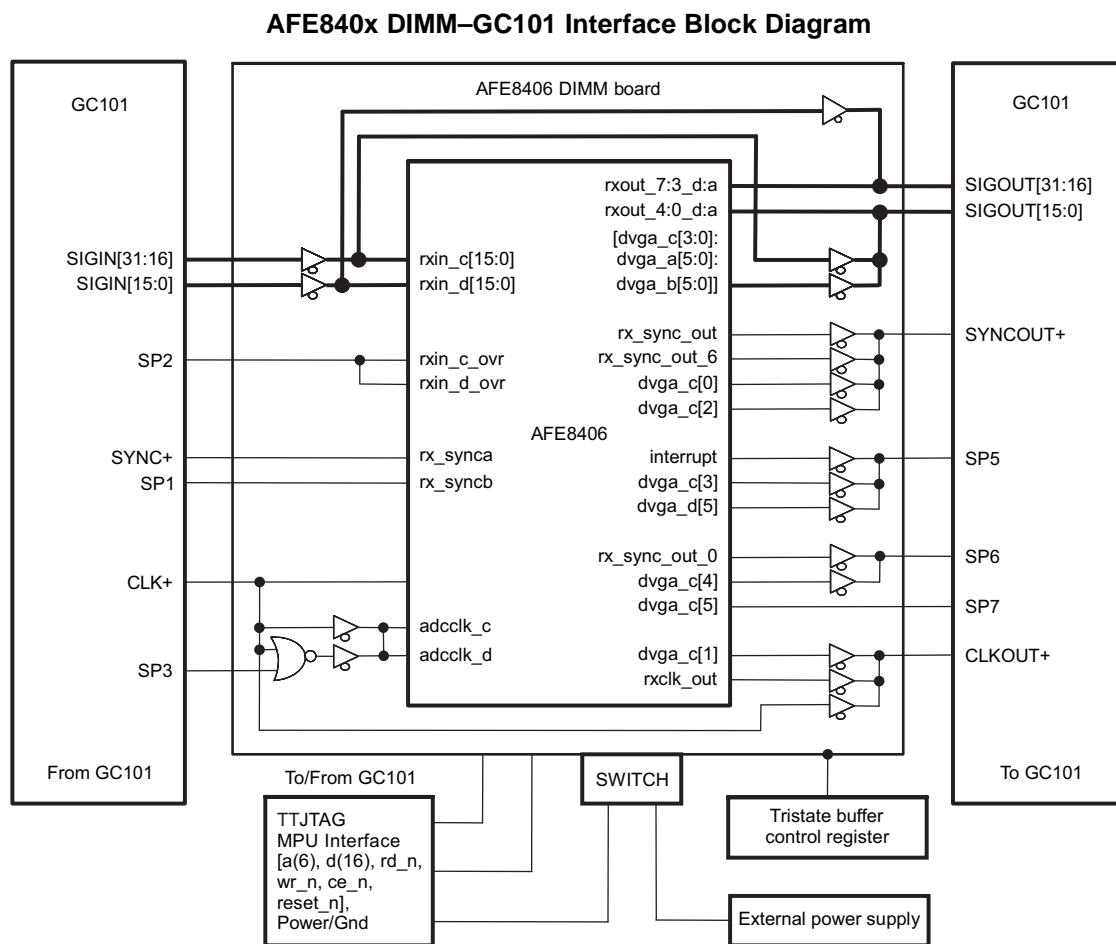 AFE840x DIMM–GC101 Interface Block Diagram
GC101
SIGIN[31:16]
SIGIN[15:0]
SP2
SYNC+
SP1
CLK+
SP3
From GC101
AFE8406 DIMM board
rxin_c[15:0]
rxin_d[15:0]
rxin_c_ovr
rxin_d_ovr
rx_synca
rx_syncb
adcclk_c
adcclk_d
AFE8406
rxout_7:3_d:a
rxout_4:0_d:a
[dvga_c[3:0]:
dvga_a[5:0]:
dvga_b[5:0]]
rx_sync_out
rx_sync_out_6
dvga_c[0]
dvga_c[2]
interrupt
dvga_c[3]
dvga_d[5]
rx_sync_out_0
dvga_c[4]
dvga_c[5]
dvga_c[1]
rxclk_out
GC101
SIGOUT[31:16]
SIGOUT[15:0]
SYNCOUT+
SP5
SP6
SP7
CLKOUT+
To GC101
To/From GC101
TTJTAG
MPU Interface
[a(6), d(16), rd_n,
wr_n, ce_n,
reset_n],
Power/Gnd
SWITCH
Tristate buffer
control register
External power supply